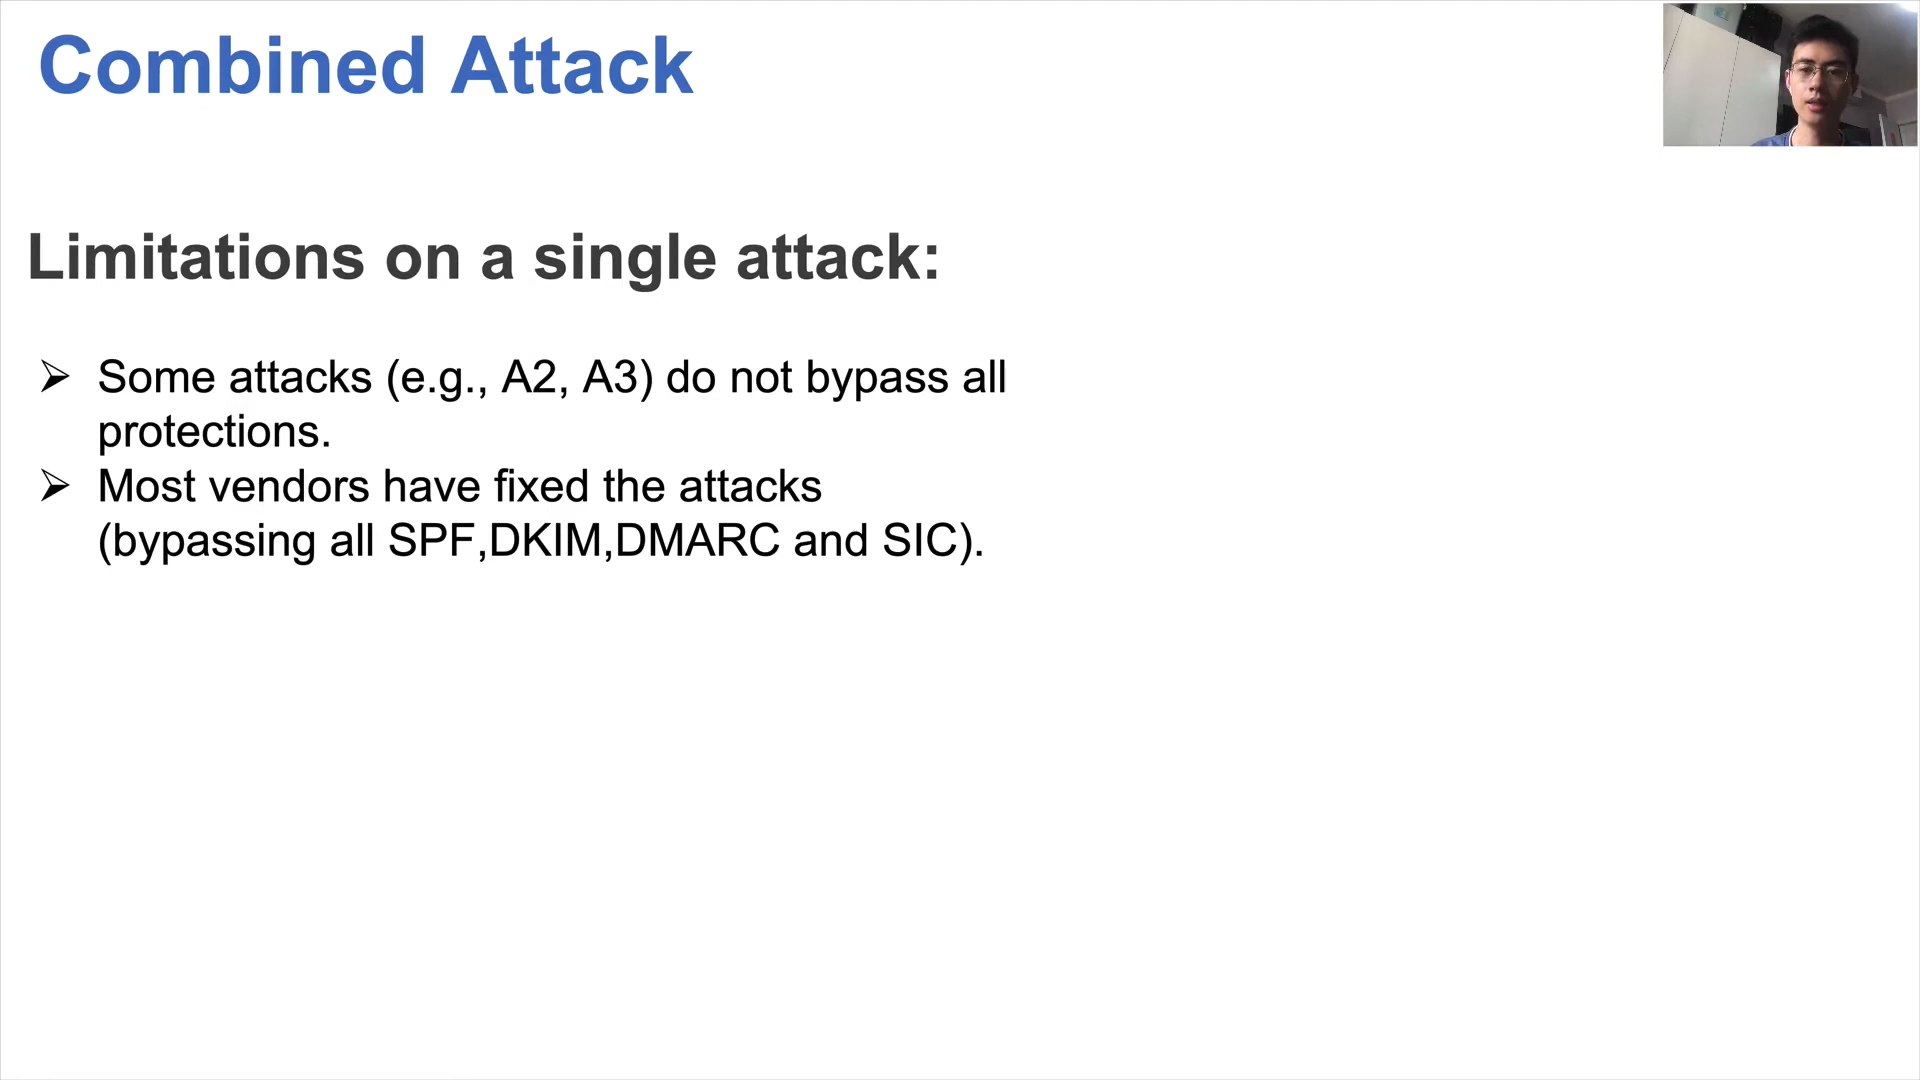 Combined Attack
Limitations on a single attack:
➢ Some attacks (e.g., A2, A3) do not bypass all
protections.
➢ Most vendors have fixed the attacks
(bypassing all SPF,DKIM,DMARC and SIC).